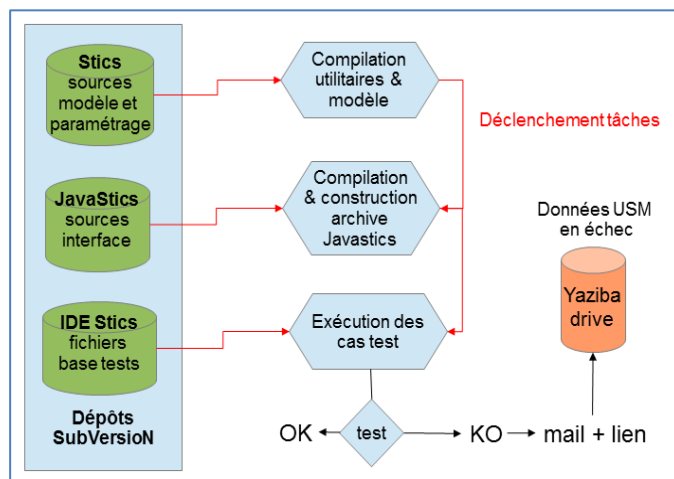 Stics
sources
modèle et
paramétrage
Compilation
utilitaires &
modèle
Déclenchement tâches
JavaStics
sources
interface
Compilation
& construction
archive
Javastics
Données USM
en échec
Yaziba
drive
IDE Stics
fichiers
base tests
Exécution des
cas test
Dépôts
SubVersioN
OK
test
KO
mail + lien